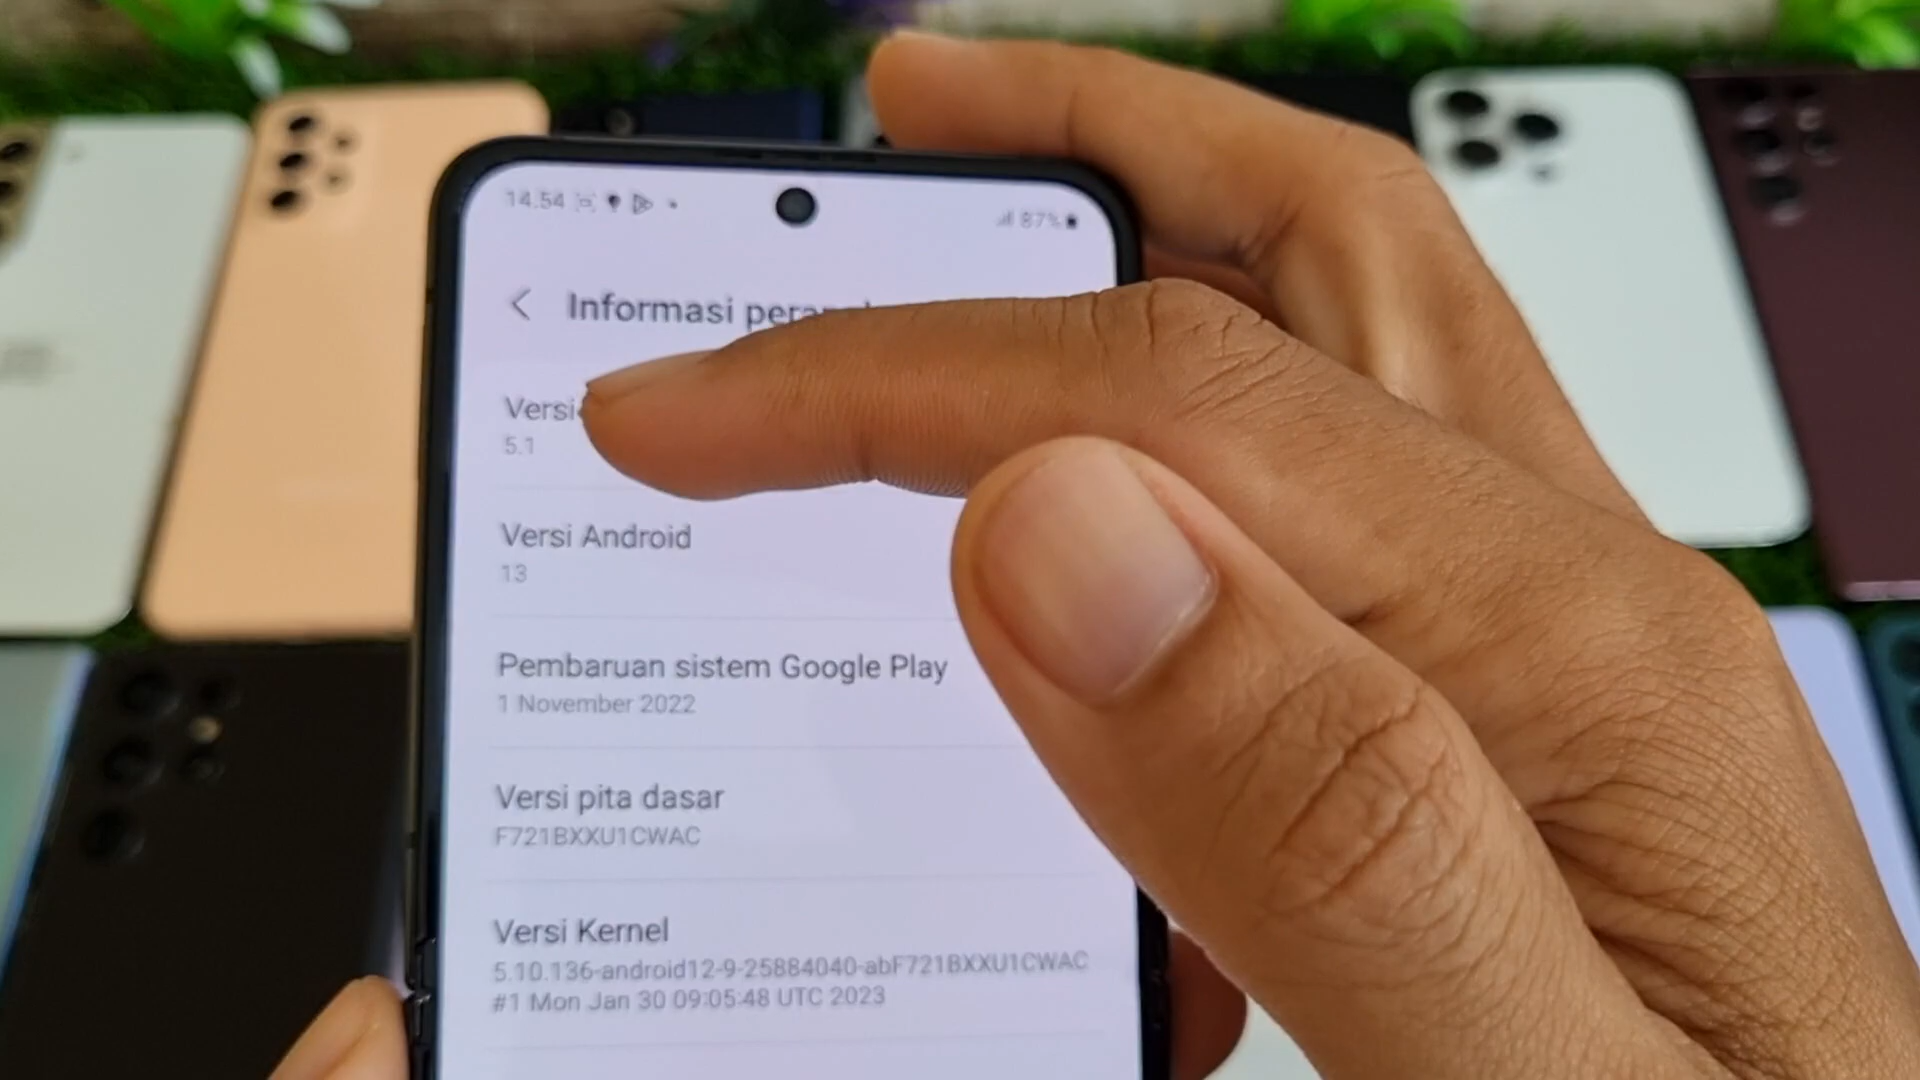 14.54
87%
Informasi
Versi
5.1
Versi Android
13
Pembaruan sistem Google Play
1 November 2022
Versi pita dasar
F721BXXU1CWAC
Versi Kernel
5.10.136-android12-9-25884040-abF721BXXU1CWAC
#1 Mon Jan 30 09:05:48 UTC 2023